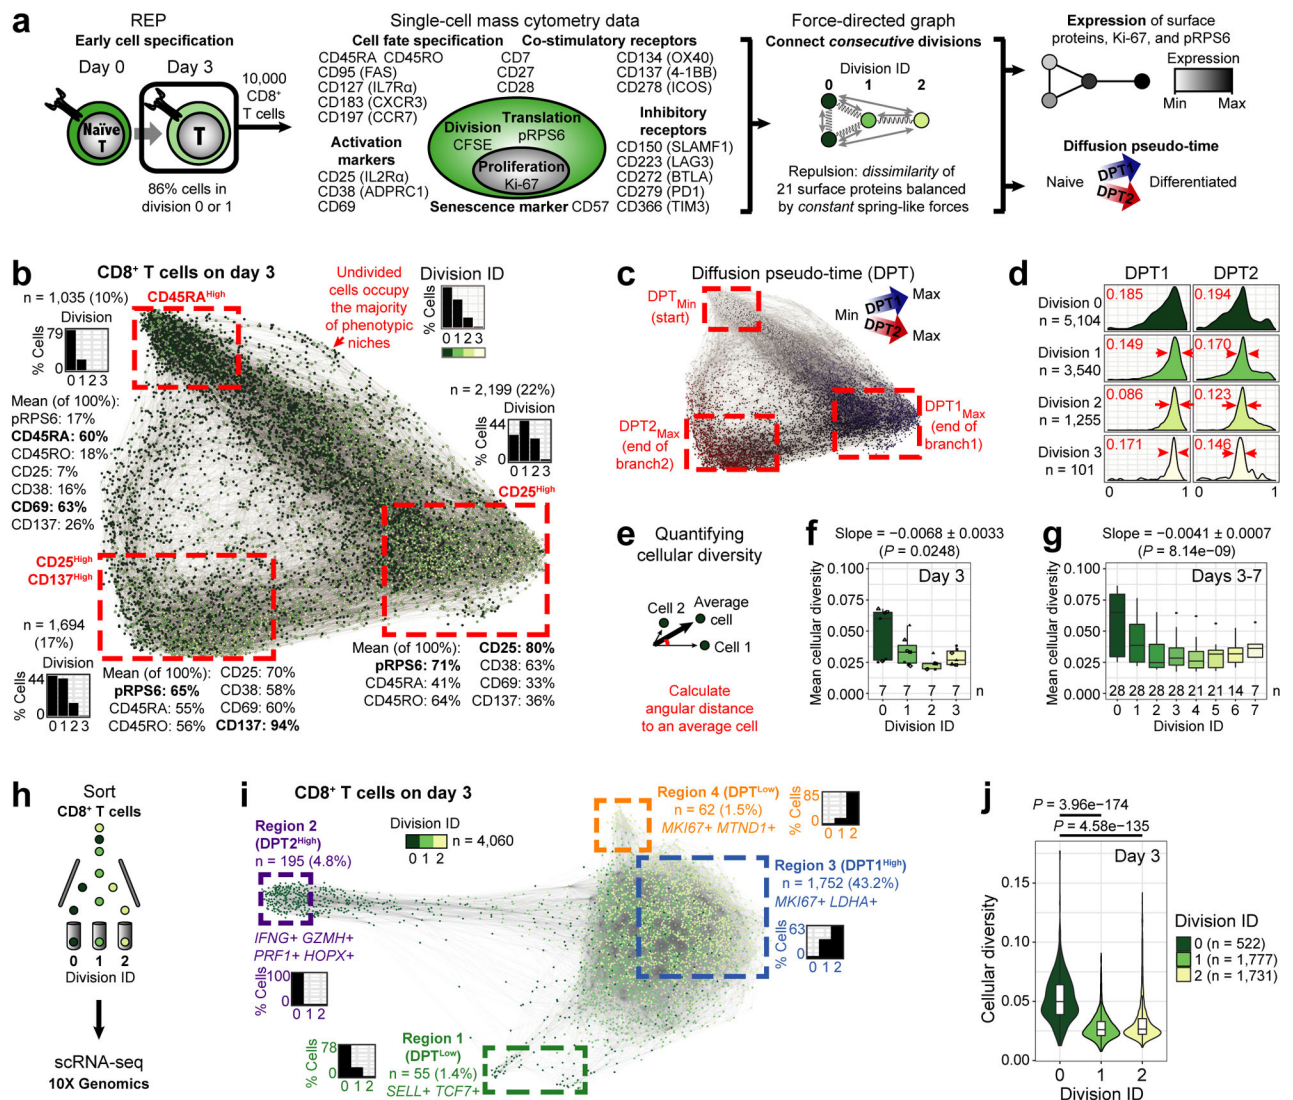 a
REP
Early cell specification
Day 0
Day 3
Naïve
T
T
10,000
CD8+
T cells
86% cells in
division 0 or 1
Single-cell mass cytometry data
Cell fate specification
CD45RA CD45RO
CD95 (FAS)
CD127 (IL7Rα)
CD183 (CXCR3)
CD197 (CCR7)
Activation
markers
CD25 (IL2Rα)
CD38 (ADPRC1)
CD69
Co-stimulatory receptors
CD7
CD27
CD28
CD134 (OX40)
CD137 (4-1BB)
CD278 (ICOS)
Translation
pRPS6
Division
CFSE
Proliferation
Ki-67
Senescence marker CD57
Inhibitory
receptors
CD150 (SLAMF1)
CD223 (LAG3)
CD272 (BTLA)
CD279 (PD1)
CD366 (TIM3)
Force-directed graph
Connect consecutive divisions
Division ID
0 1 2
Repulsion: dissimilarity of
21 surface proteins balanced
by constant spring-like forces
Expression of surface
proteins, Ki-67, and pRPS6
Expression
Min Max
Diffusion pseudo-time
Naive
DPT1
DPT2
Differentiated
b
CD8+ T cells on day 3
n = 1,035 (10%)
CD45RAHigh
Division
% Cells
79
0
0 1 2 3
Undivided
cells occupy
the majority
of phenotypic
niches
Division ID
% Cells
0 1 2 3
Mean (of 100%):
pRPS6: 17%
CD45RA: 60%
CD45RO: 18%
CD25: 7%
CD38: 16%
CD69: 63%
CD137: 26%
n = 2,199 (22%)
Division
% Cells
44
0
0 1 2 3
CD25High
CD25High
CD137High
n = 1,694
(17%)
Division
% Cells
44
0
0 1 2 3
Mean (of 100%):
pRPS6: 65%
CD45RA: 55%
CD45RO: 56%
CD25: 70%
CD38: 58%
CD69: 60%
CD137: 94%
Mean (of 100%):
pRPS6: 71%
CD45RA: 41%
CD45RO: 64%
CD25: 80%
CD38: 63%
CD69: 33%
CD137: 36%
c
Diffusion pseudo-time (DPT)
DPTMin
(start)
Min
DPT1
DPT2
Max
Max
DPT2Max
(end of
branch2)
DPT1Max
(end of
branch1)
d
DPT1
DPT2
Division 0
n = 5,104
0.185
0.194
Division 1
n = 3,540
0.149
0.170
Division 2
n = 1,255
0.086
0.123
Division 3
n = 101
0.171
0.146
0 1 0 1
e
Quantifying
cellular diversity
Cell 2
Average
cell
Cell 1
Calculate
angular distance
to an average cell
f
Slope = −0.0068 ± 0.0033
(P = 0.0248)
Day 3
Mean cellular diversity
0.100
0.075
0.050
0.025
0.000
7 7 7 7 n
0 1 2 3
Division ID
g
Slope = −0.0041 ± 0.0007
(P = 8.14e−09)
Days 3-7
Mean cellular diversity
0.100
0.075
0.050
0.025
0.000
28 28 28 28 21 21 14 7 n
0 1 2 3 4 5 6 7
Division ID
h
Sort
CD8+ T cells
0 1 2
Division ID
scRNA-seq
10X Genomics
i
CD8+ T cells on day 3
Division ID
0 1 2
n = 4,060
Region 2
(DPT2High)
n = 195 (4.8%)
IFNG+ GZMH+
PRF1+ HOPX+
% Cells
100
0
0 1 2
Region 4 (DPTLow)
n = 62 (1.5%)
MKI67+ MTND1+
% Cells
85
0
0 1 2
Region 3 (DPT1High)
n = 1,752 (43.2%)
MKI67+ LDHA+
% Cells
63
0
0 1 2
Region 1
(DPTLow)
n = 55 (1.4%)
SELL+ TCF7+
% Cells
78
0
0 1 2
j
P = 3.96e−174
P = 4.58e−135
Day 3
Cellular diversity
0.15
0.10
0.05
0.00
0 1 2
Division ID
Division ID
0 (n = 522)
1 (n = 1,777)
2 (n = 1,731)